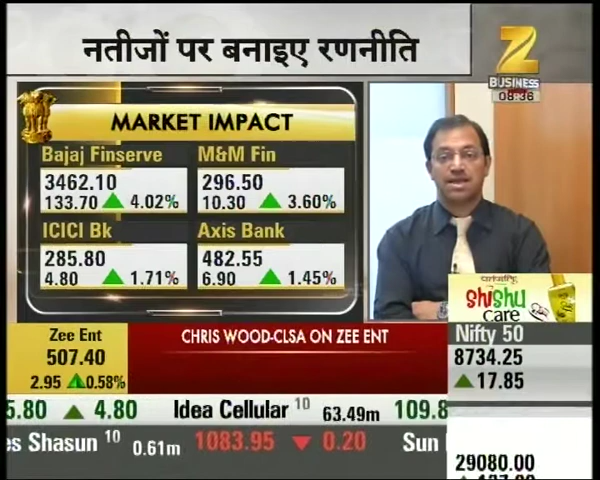 नतीजों पर बनाइए रणनीति
Z
BUSINESS
08:36
MARKET IMPACT
Bajaj Finserve
3462.10
133.70 4.02%
M&M Fin
296.50
10.30 3.60%
ICICI Bk
285.80
4.80 1.71%
Axis Bank
482.55
6.90 1.45%
shishu
care
Zee Ent
507.40
2.95 0.58%
CHRIS WOOD-CLSA ON ZEE ENT
Nifty 50
8734.25
17.85
5.80 4.80 Idea Cellular 10 63.49m 109.8
es Shasun 10 0.61m 1083.95 0.20 Sun
29080.00